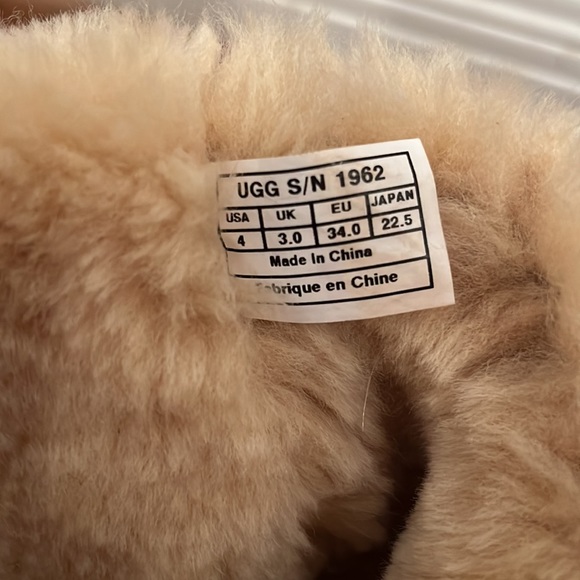 UGG S/N 1962
USA UK EU JAPAN
4 3.0 34.0 22.5
Made In China
Fabrique en Chine